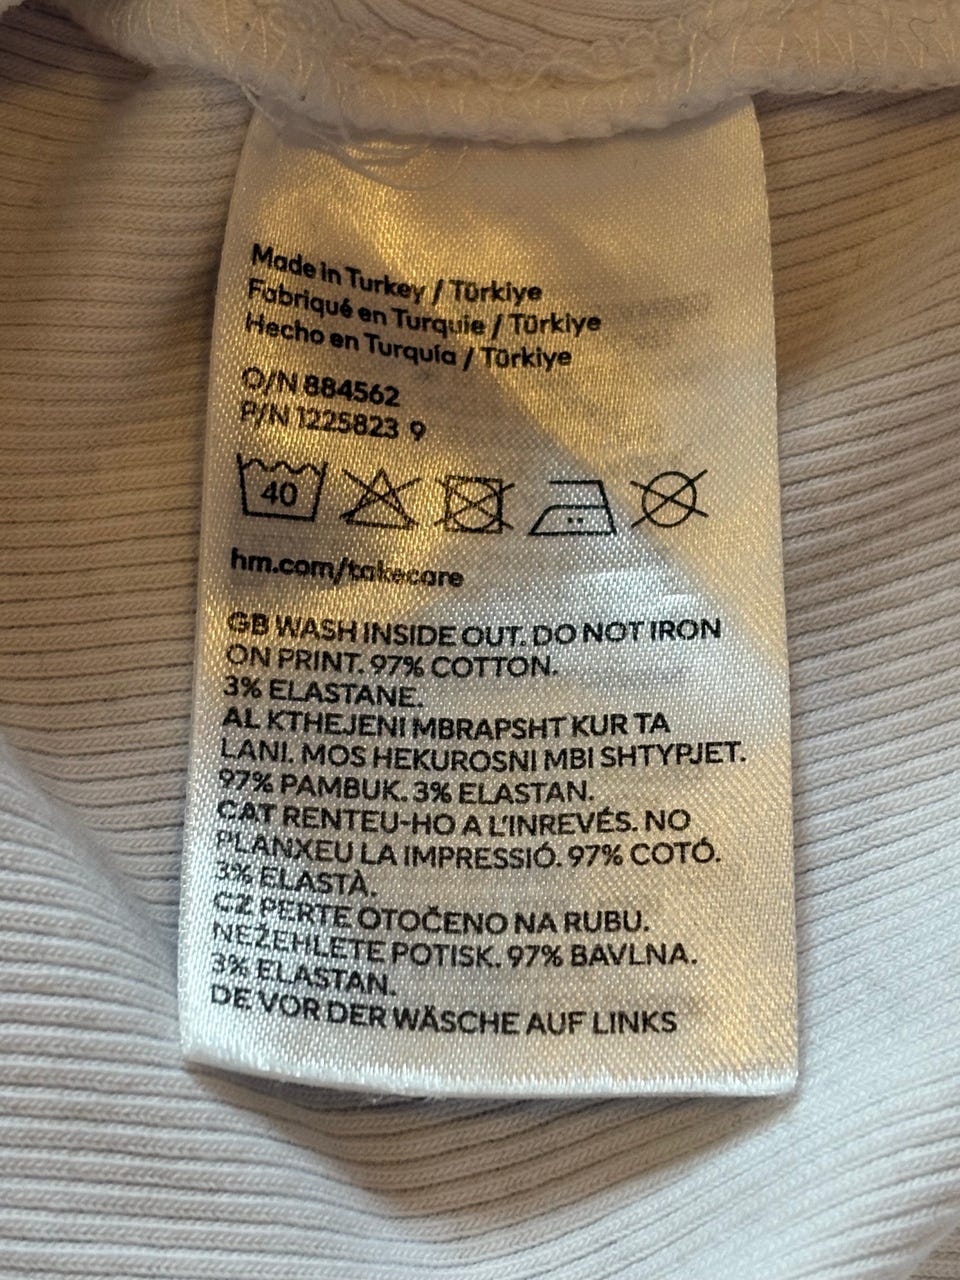 Made in Turkey / Türkiye
Fabriqué en Turquie / Türkiye
Hecho en Turquía / Türkiye
O/N 884562
P/N 1225823 9
40
hm.com/takecare
GB WASH INSIDE OUT. DO NOT IRON
ON PRINT. 97% COTTON.
3% ELASTANE.
AL KTHEJENI MBRAPSHT KUR TA
LANI. MOS HEKUROSNI MBI SHTYPJET.
97% PAMBUK. 3% ELASTAN.
CAT RENTEU-HO A L'INREVÉS. NO
PLANXEU LA IMPRESSIÓ. 97% COTÓ.
3% ELASTÀ.
CZ PERTE OTOČENO NA RUBU.
NEŽEHLETE POTISK. 97% BAVLNA.
3% ELASTAN.
DE VOR DER WÄSCHE AUF LINKS